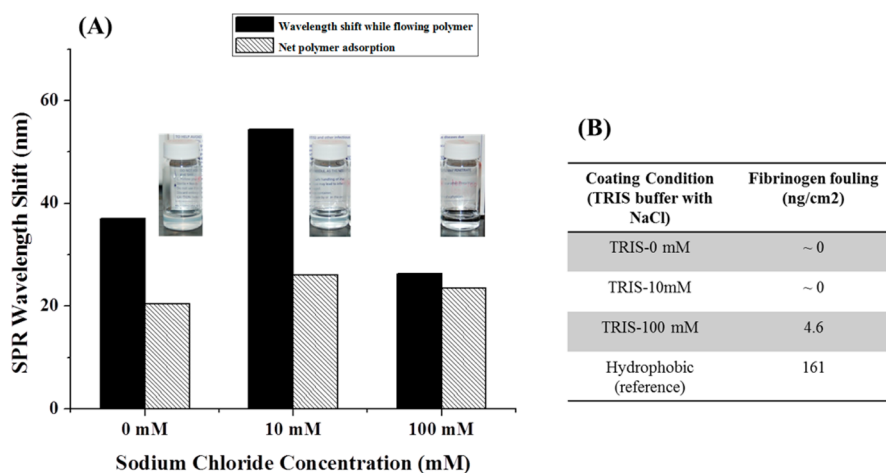 (A)
Wavelength shift while flowing polymer
Net polymer adsorption
SPR Wavelength Shift (nm)
60
40
20
0
0 mM
10 mM
100 mM
Sodium Chloride Concentration (mM)
(B)
Coating Condition
(TRIS buffer with
NaCl)
Fibrinogen fouling
(ng/cm2)
TRIS-0 mM
~ 0
TRIS-10mM
~ 0
TRIS-100 mM
4.6
Hydrophobic
(reference)
161